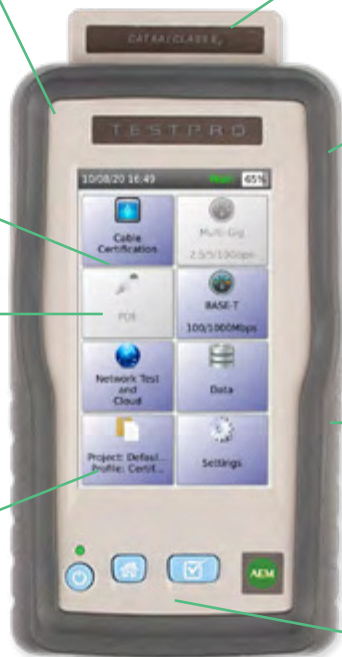 CAT8A/CLASS E₂
TESTPRO
10/08/20 16:49
65%
Cable
Certification
Multi-Gig
2.5/5/10Gbps
POE
BASE-T
100/1000Mbps
Network Test
and
Cloud
Data
Project: Defaul...
Profile: Certif...
Settings
AEM